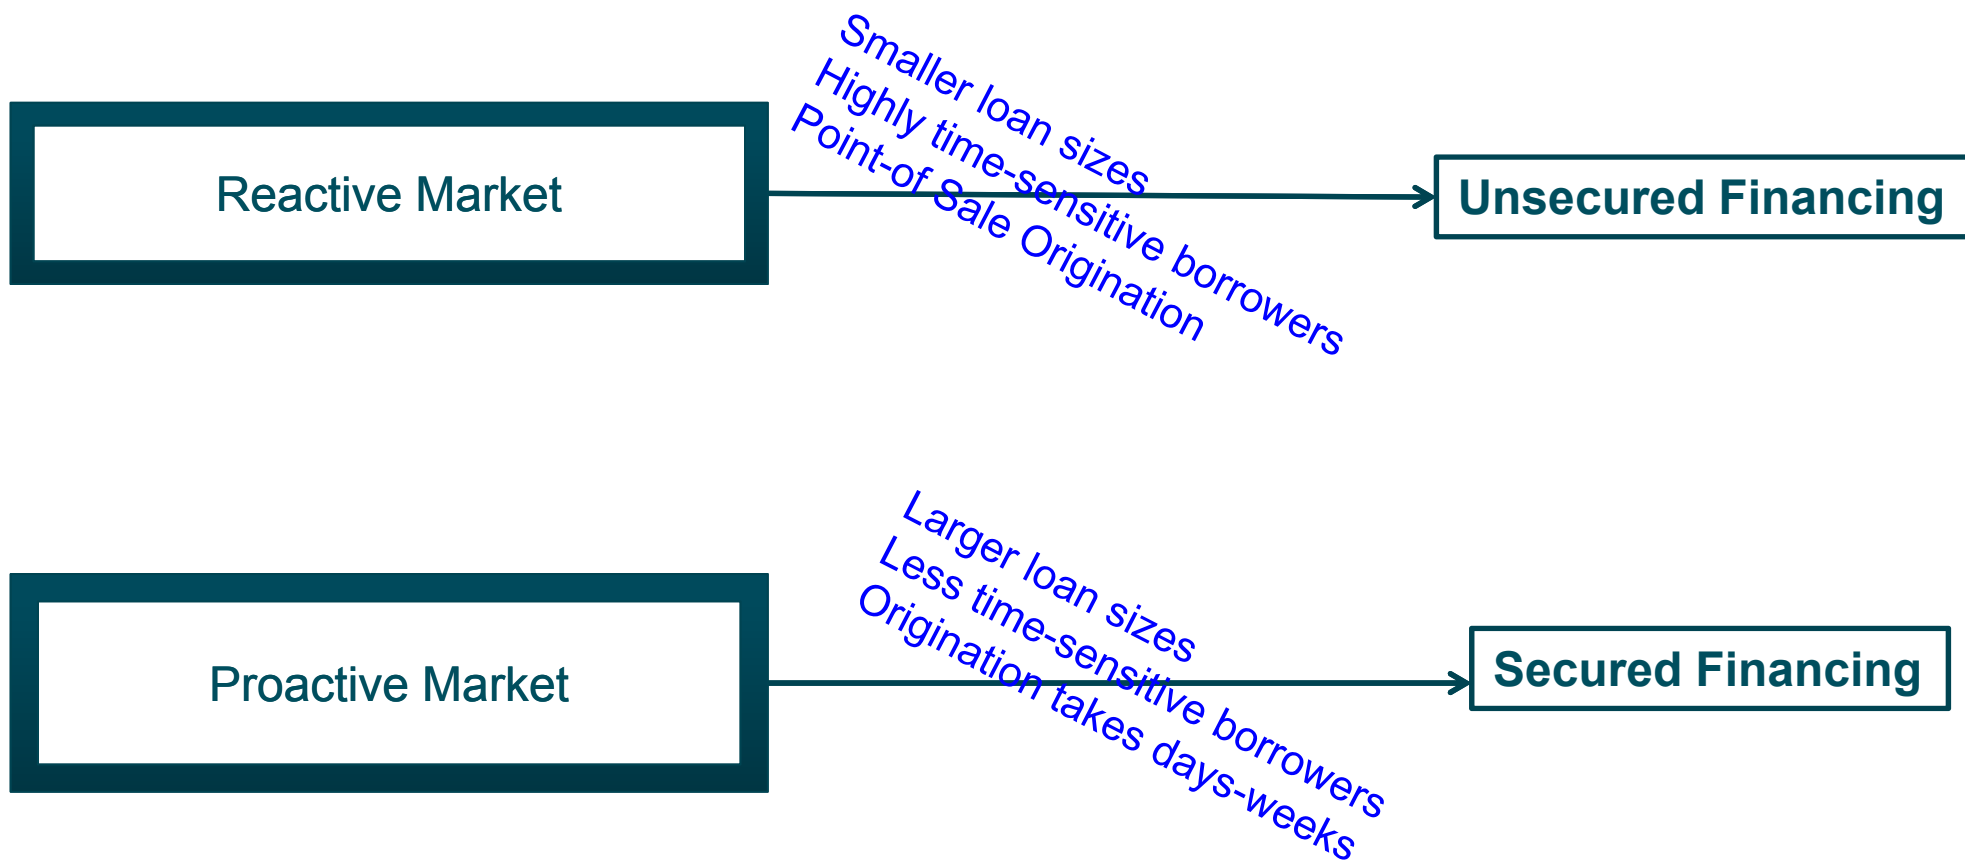 Smaller loan sizes
Highly time-sensitive borrowers
Point-of Sale Origination
Reactive Market
Unsecured Financing
Larger loan sizes
Less time-sensitive borrowers
Origination takes days-weeks
Proactive Market
Secured Financing